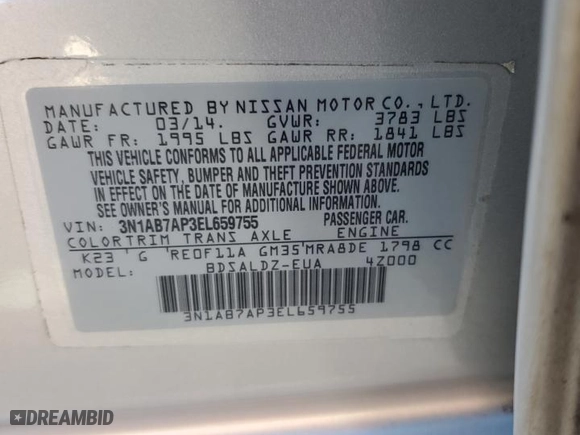 MANUFACTURED BY NISSAN MOTOR CO., LTD.
DATE: 03/14. GVWR: 3783 LBS
GAWR FR: 1995 LBS GAWR RR: 1841 LBS
THIS VEHICLE CONFORMS TO ALL APPLICABLE FEDERAL MOTOR
VEHICLE SAFETY, BUMPER AND THEFT PREVENTION STANDARDS
IN EFFECT ON THE DATE OF MANUFACTURE SHOWN ABOVE.
SEE OWNER'S MANUAL FOR ADDITIONAL INFORMATION.
VIN: 3N1AB7AP3EL659755 PASSENGER CAR.
COLOR TRIM TRANS AXLE ENGINE
K23 G RE0F11A GM35 MRA8DE 1798 CC
MODEL: BDSALDZ-EUA 4Z000
3N1AB7AP3EL659755
DREAMBID